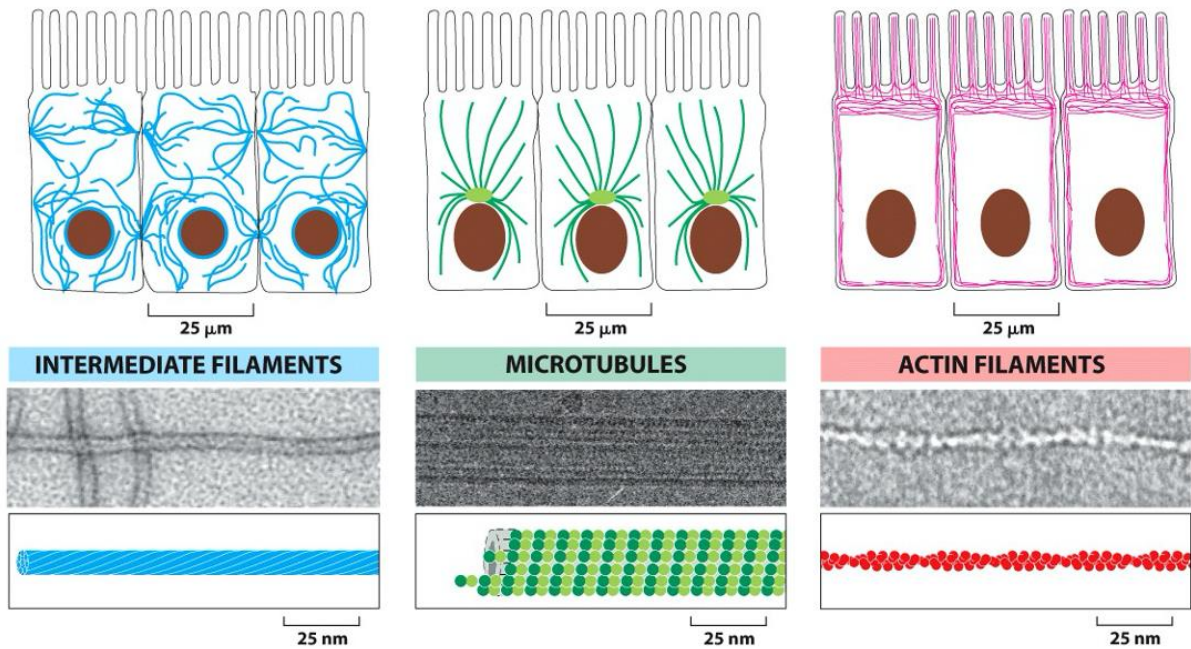 25 μm
25 μm
25 μm
INTERMEDIATE FILAMENTS
MICROTUBULES
ACTIN FILAMENTS
25 nm
25 nm
25 nm